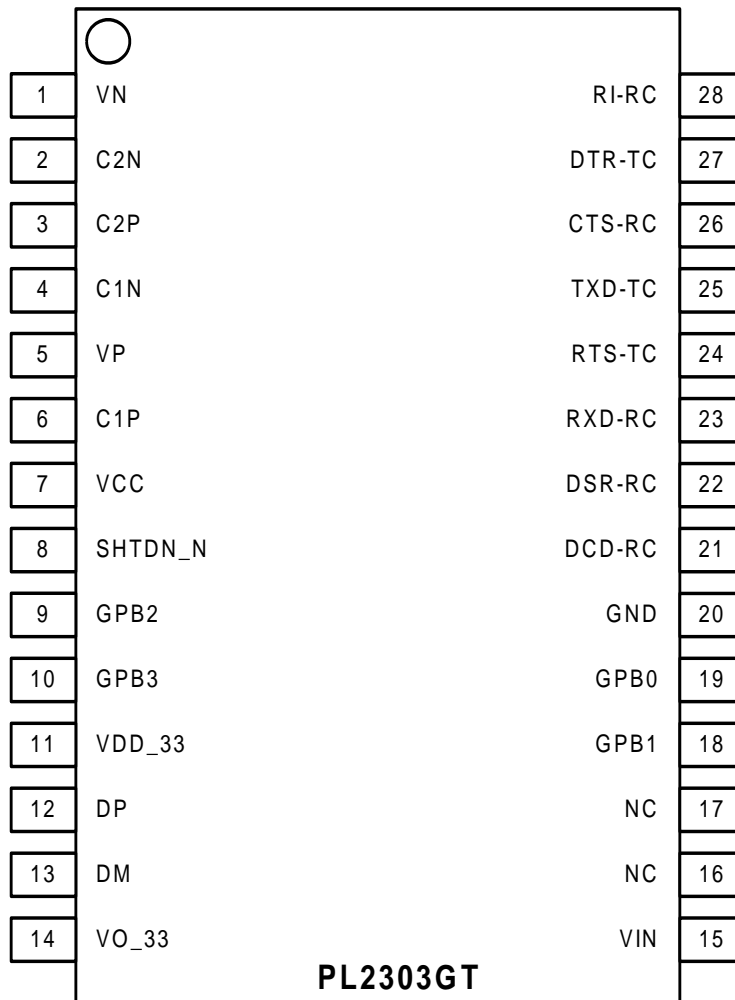 1 VN RI-RC 28
2 C2N DTR-TC 27
3 C2P CTS-RC 26
4 C1N TXD-TC 25
5 VP RTS-TC 24
6 C1P RXD-RC 23
7 VCC DSR-RC 22
8 SHTDN_N DCD-RC 21
9 GPB2 GND 20
10 GPB3 GPB0 19
11 VDD_33 GPB1 18
12 DP NC 17
13 DM NC 16
14 VO_33 VIN 15
PL2303GT